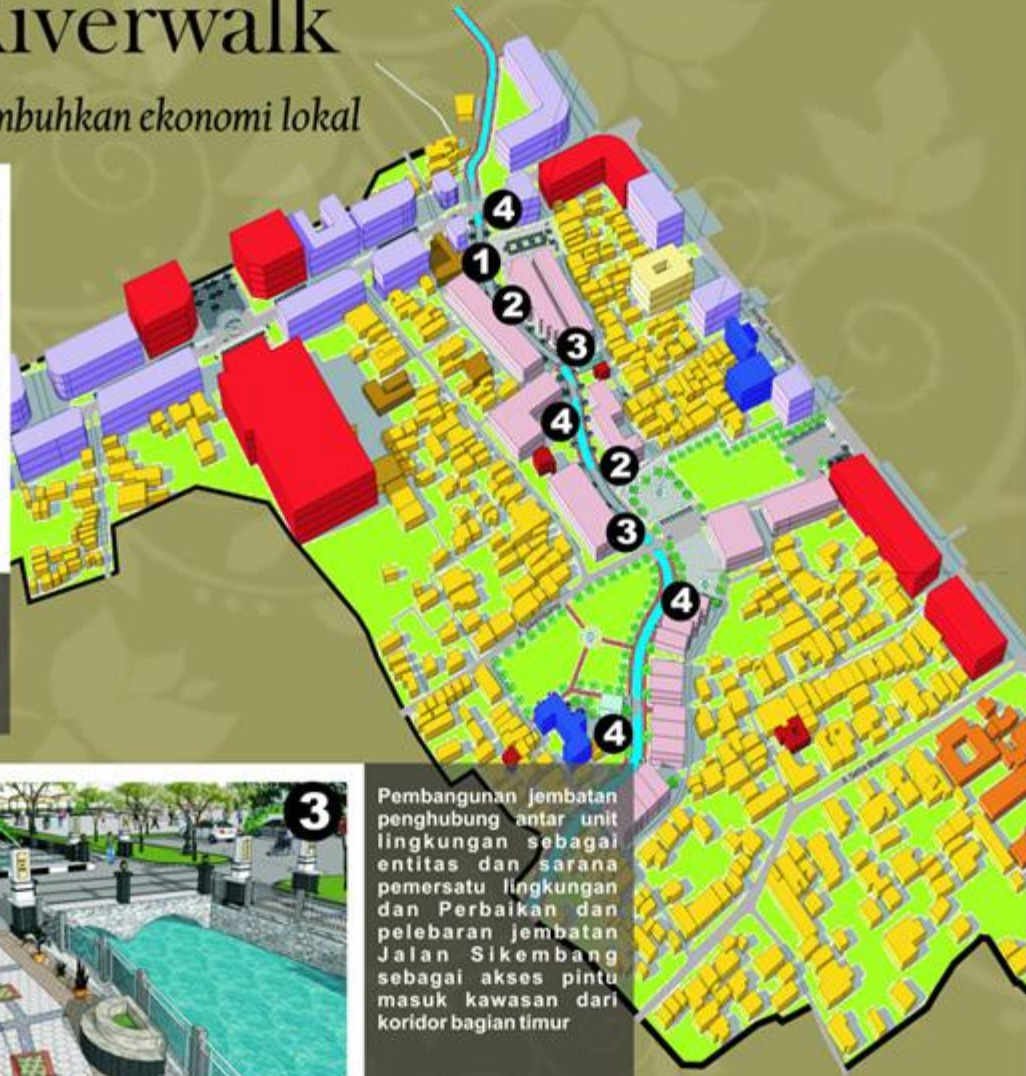 iverwalk
mbuhkan ekonomi lokal
4
1
2
3
4
2
3
4
4
3
Pembangunan jembatan
penghubung antar unit
lingkungan sebagai
entitas dan sarana
pemersatu lingkungan
dan Perbaikan dan
pelebaran jembatan
Jalan Sikembang
sebagai akses pintu
masuk kawasan dari
koridor bagian timur